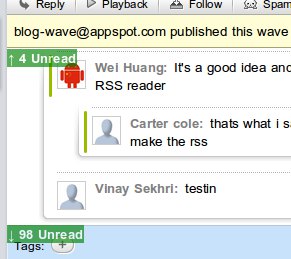 Reply Playback Follow Spam
blog-wave@appspot.com published this wave
↑ 4 Unread
Wei Huang: It's a good idea and
RSS reader
Carter cole: thats what i sa
make the rss
Vinay Sekhri: testin
↓ 98 Unread
Tags: +